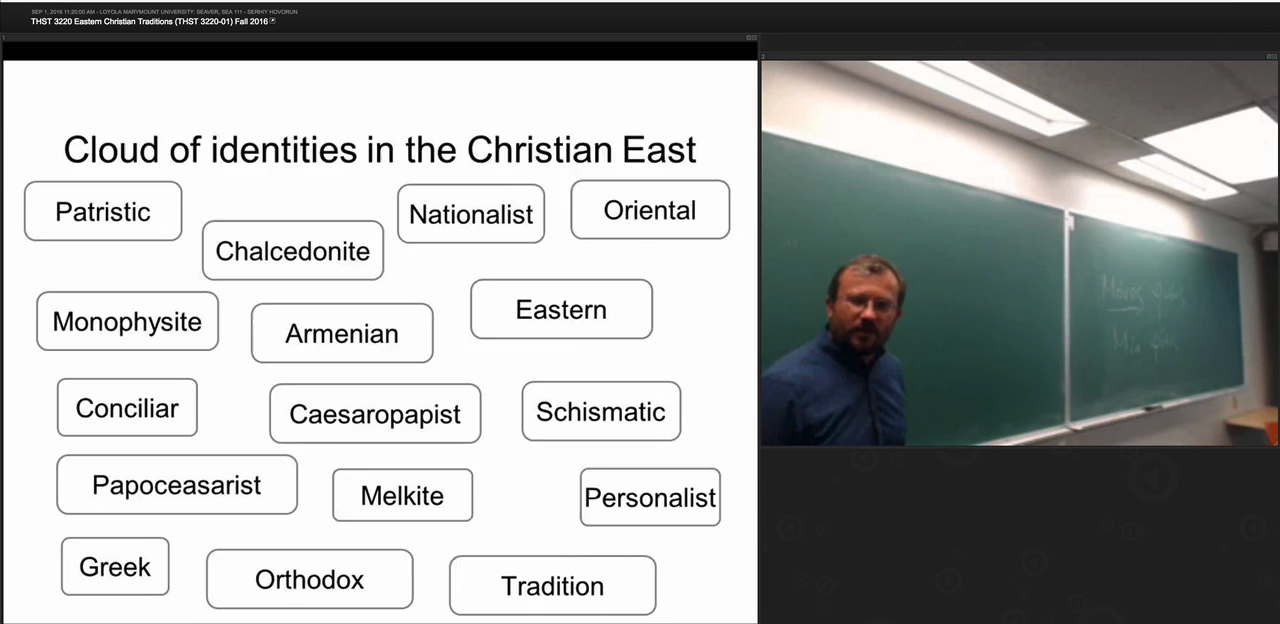 SEP 1, 2016 11:20:00 AM - LOYOLA MARYMOUNT UNIVERSITY: SEAVER, SEA 111 - SERHIY HOVORUN
THST 3220 Eastern Christian Traditions (THST 3220-01) Fall 2016
1
2
Cloud of identities in the Christian East
Patristic
Chalcedonite
Nationalist
Oriental
Monophysite
Armenian
Eastern
Conciliar
Caesaropapist
Schismatic
Papoceasarist
Melkite
Personalist
Greek
Orthodox
Tradition